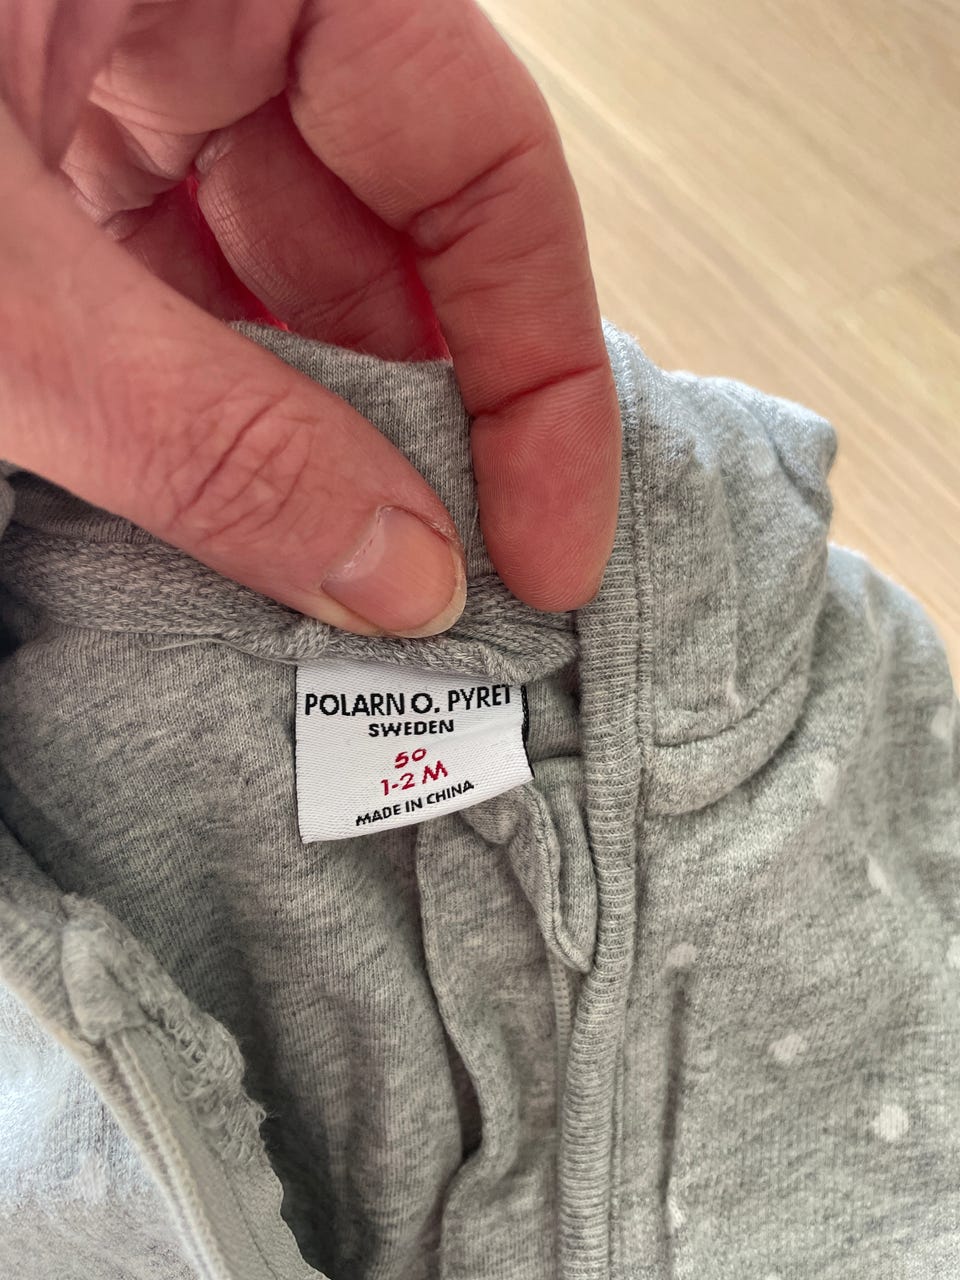 POLARN O. PYRET
SWEDEN
50
1-2 M
MADE IN CHINA